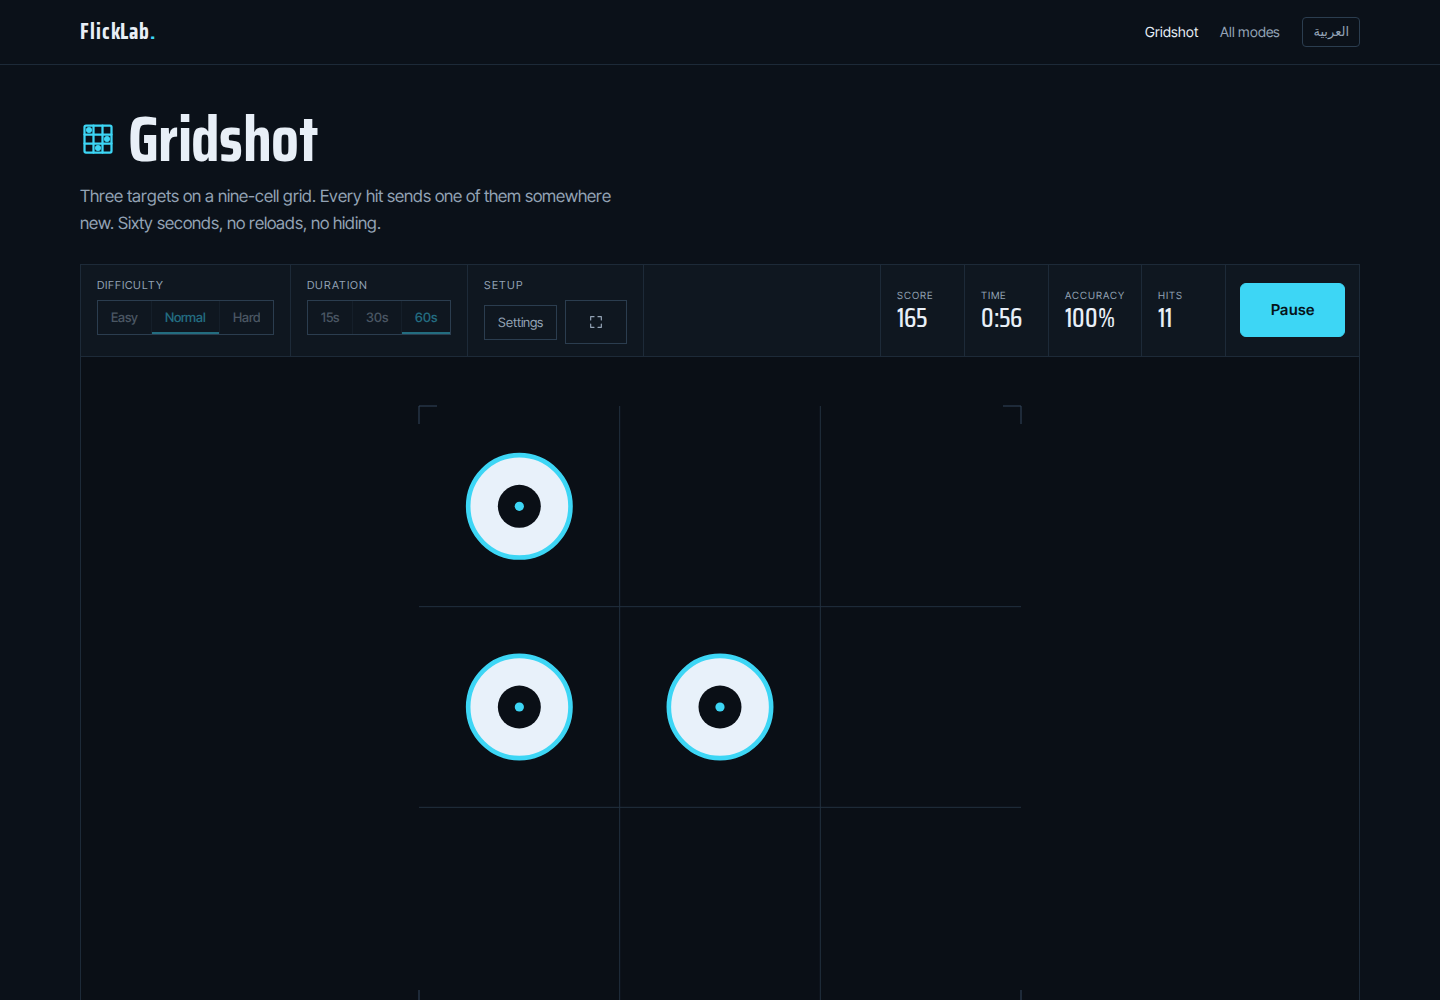 FlickLab.
Gridshot
All modes
العربية
Gridshot
Three targets on a nine-cell grid. Every hit sends one of them somewhere
new. Sixty seconds, no reloads, no hiding.
DIFFICULTY
Easy
Normal
Hard
DURATION
15s
30s
60s
SETUP
Settings
SCORE
165
TIME
0:56
ACCURACY
100%
HITS
11
Pause